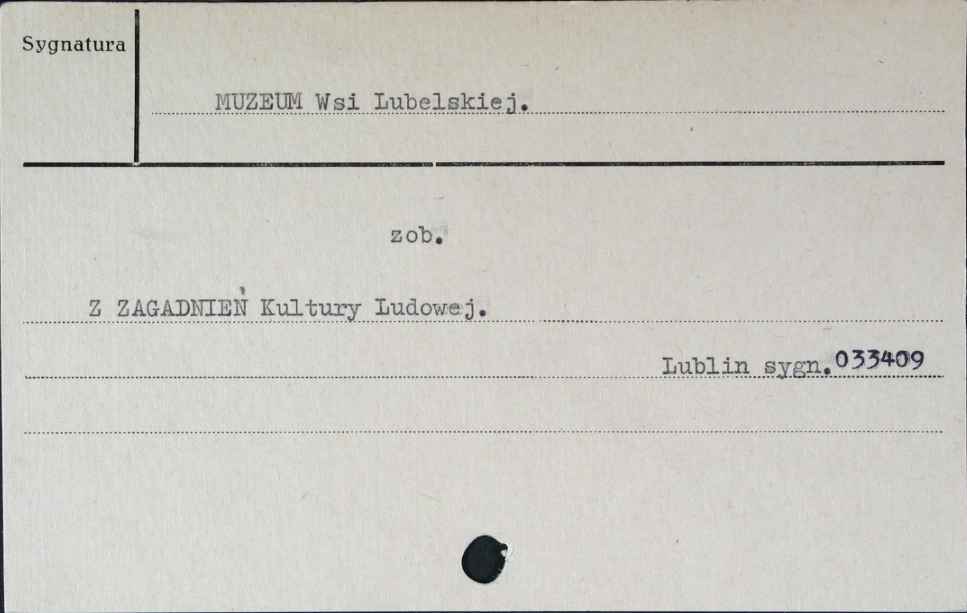 Sygnatura
MUZEUM Wsi Lubelskiej.
zob.
Z ZAGADNIEŃ Kultury Ludowej.
Lublin sygn. 033409